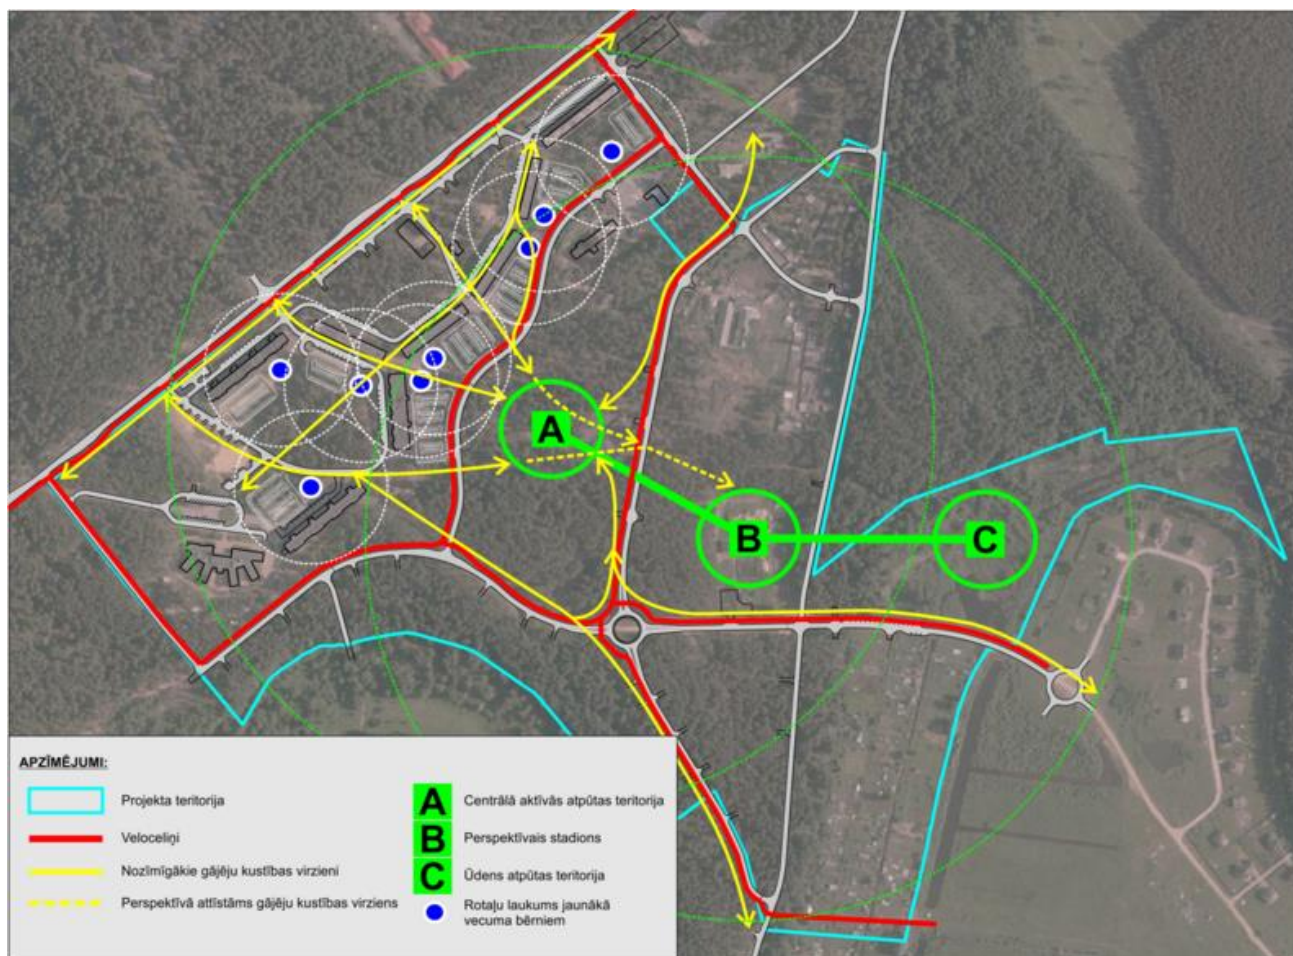 A
B
C
APZĪMĒJUMI:
Projekta teritorija
Veloceliņi
Nozīmīgākie gājēju kustības virzieni
Perspektīvā attīstāms gājēju kustības virziens
A Centrālā aktīvās atpūtas teritorija
B Perspektīvais stadions
C Ūdens atpūtas teritorija
Rotaļu laukums jaunākā
vecuma bērniem